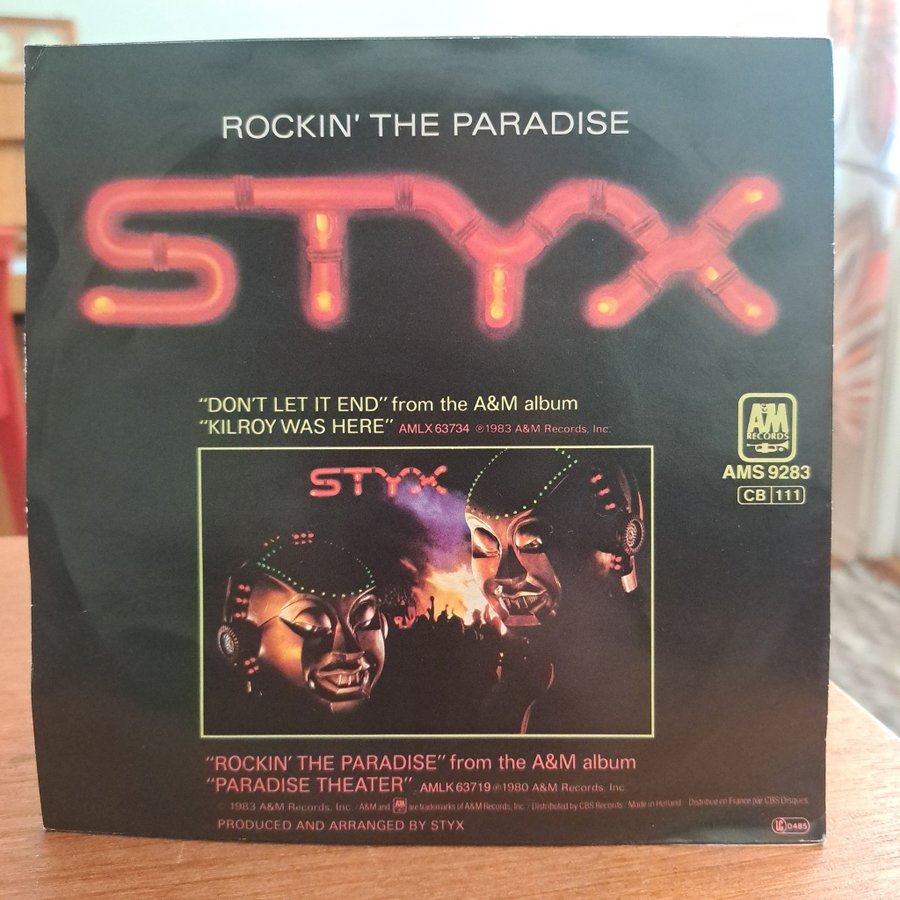 ROCKIN' THE PARADISE
STYX
"DON'T LET IT END" from the A&M album
"KILROY WAS HERE" AMLX 63734 ℗1983 A&M Records, Inc.
A&M
RECORDS
AMS 9283
CB 111
STYX
"ROCKIN' THE PARADISE" from the A&M album
"PARADISE THEATER" AMLK 63719 ℗1980 A&M Records, Inc.
© 1983 A&M Records, Inc. / A&M and A&M are trademarks of A&M Records, Inc. / Distributed by CBS Records / Made in Holland / Distribué en France par CBS Disques
PRODUCED AND ARRANGED BY STYX
LC 0485